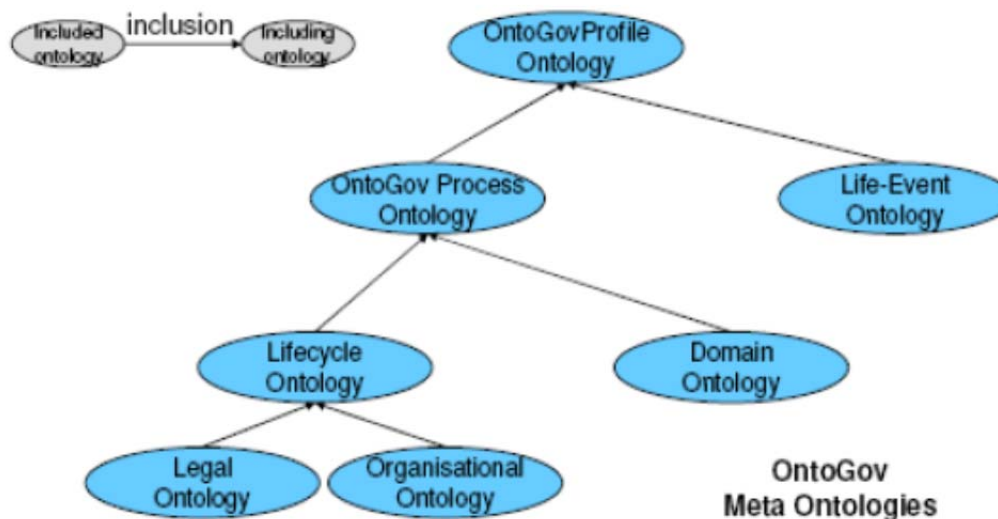 Included
ontology
inclusion
Including
ontology
OntoGovProfile
Ontology
OntoGov Process
Ontology
Life-Event
Ontology
Lifecycle
Ontology
Domain
Ontology
Legal
Ontology
Organisational
Ontology
OntoGov
Meta Ontologies